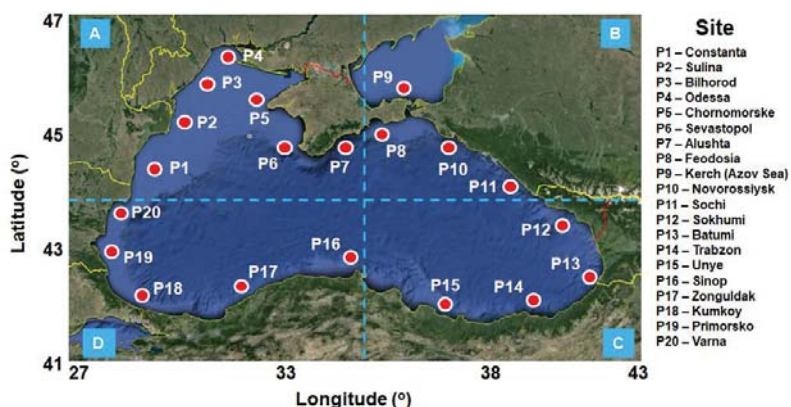 47
45
43
41
Latitude (º)
27
33
38
43
Longitude (º)
A
B
C
D
P4
P3
P9
P5
P2
P6
P7
P8
P10
P1
P11
P20
P12
P19
P16
P13
P18
P17
P15
P14
Site
P1 – Constanta
P2 – Sulina
P3 – Bilhorod
P4 – Odessa
P5 – Chornomorske
P6 – Sevastopol
P7 – Alushta
P8 – Feodosia
P9 – Kerch (Azov Sea)
P10 – Novorossiysk
P11 – Sochi
P12 – Sokhumi
P13 – Batumi
P14 – Trabzon
P15 – Unye
P16 – Sinop
P17 – Zonguldak
P18 – Kumkoy
P19 – Primorsko
P20 – Varna